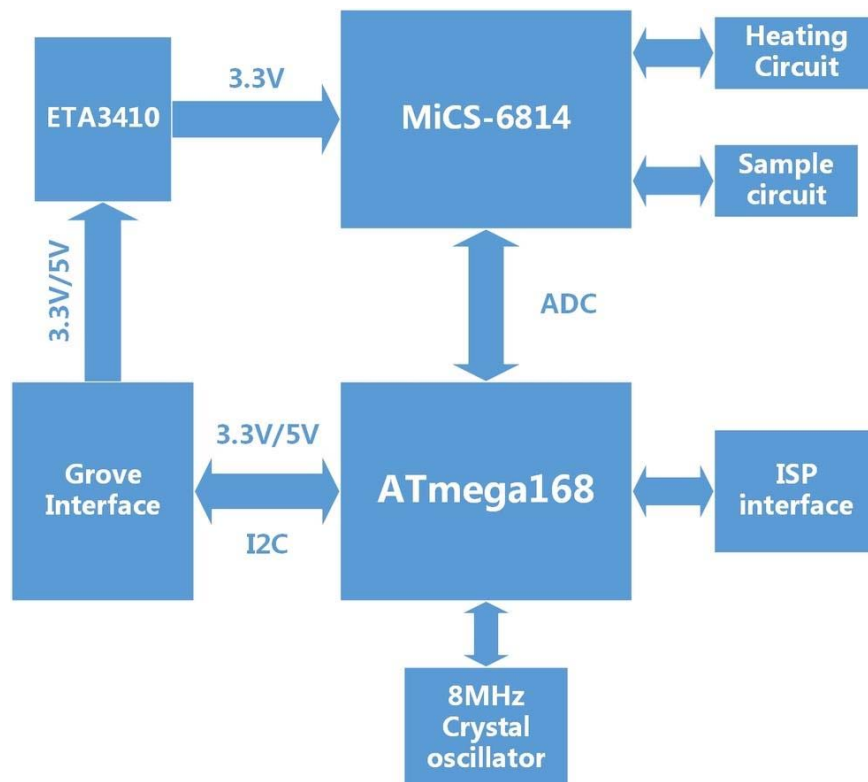 Heating
Circuit
3.3V
ETA3410
MiCS-6814
Sample
circuit
3.3V/5V
ADC
3.3V/5V
Grove
Interface
ATmega168
ISP
interface
I2C
8MHz
Crystal
oscillator